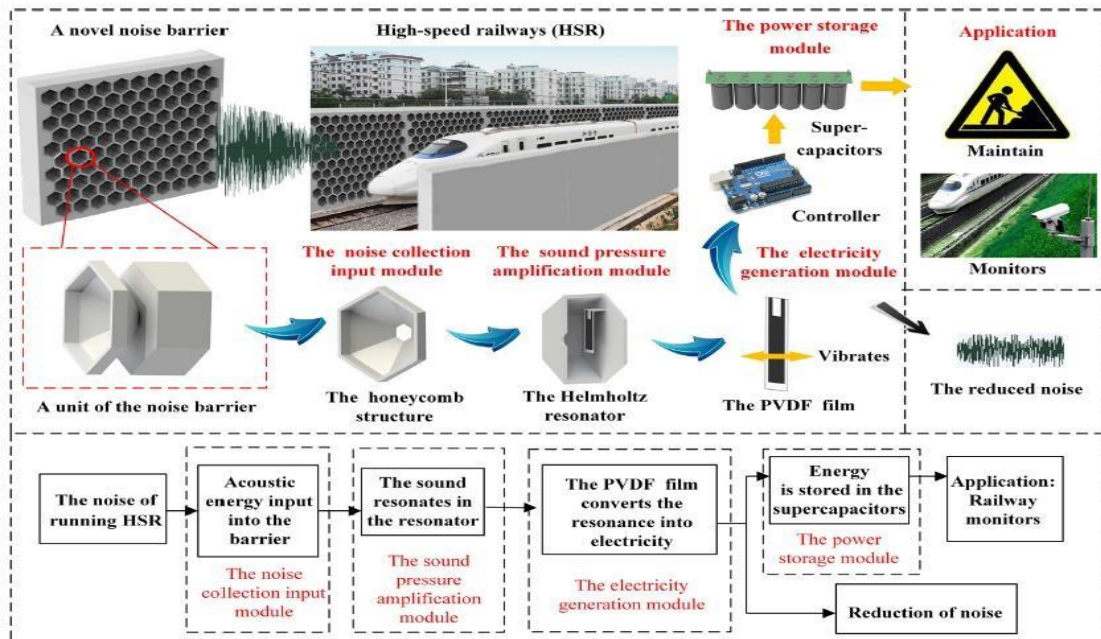 A novel noise barrier
High-speed railways (HSR)
The power storage
module
Application
Super-
capacitors
Controller
Maintain
Monitors
The noise collection
input module
The sound pressure
amplification module
The electricity
generation module
Vibrates
A unit of the noise barrier
The honeycomb
structure
The Helmholtz
resonator
The PVDF film
The reduced noise
The noise of
running HSR
Acoustic
energy input
into the
barrier
The noise
collection input
module
The sound
resonates in
the resonator
The sound
pressure
amplification
module
The PVDF film
converts the
resonance into
electricity
The electricity
generation module
Energy
is stored in the
supercapacitors
The power
storage module
Application:
Railway
monitors
Reduction of noise